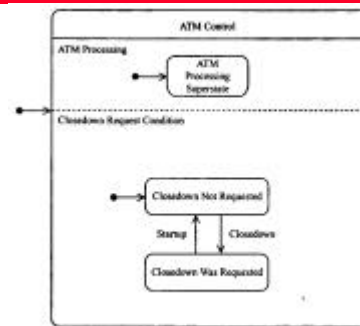 ATM Control
ATM Processing
ATM
Processing
Superstate
Closedown Request Condition
Closedown Not Requested
Startup
Closedown
Closedown Was Requested